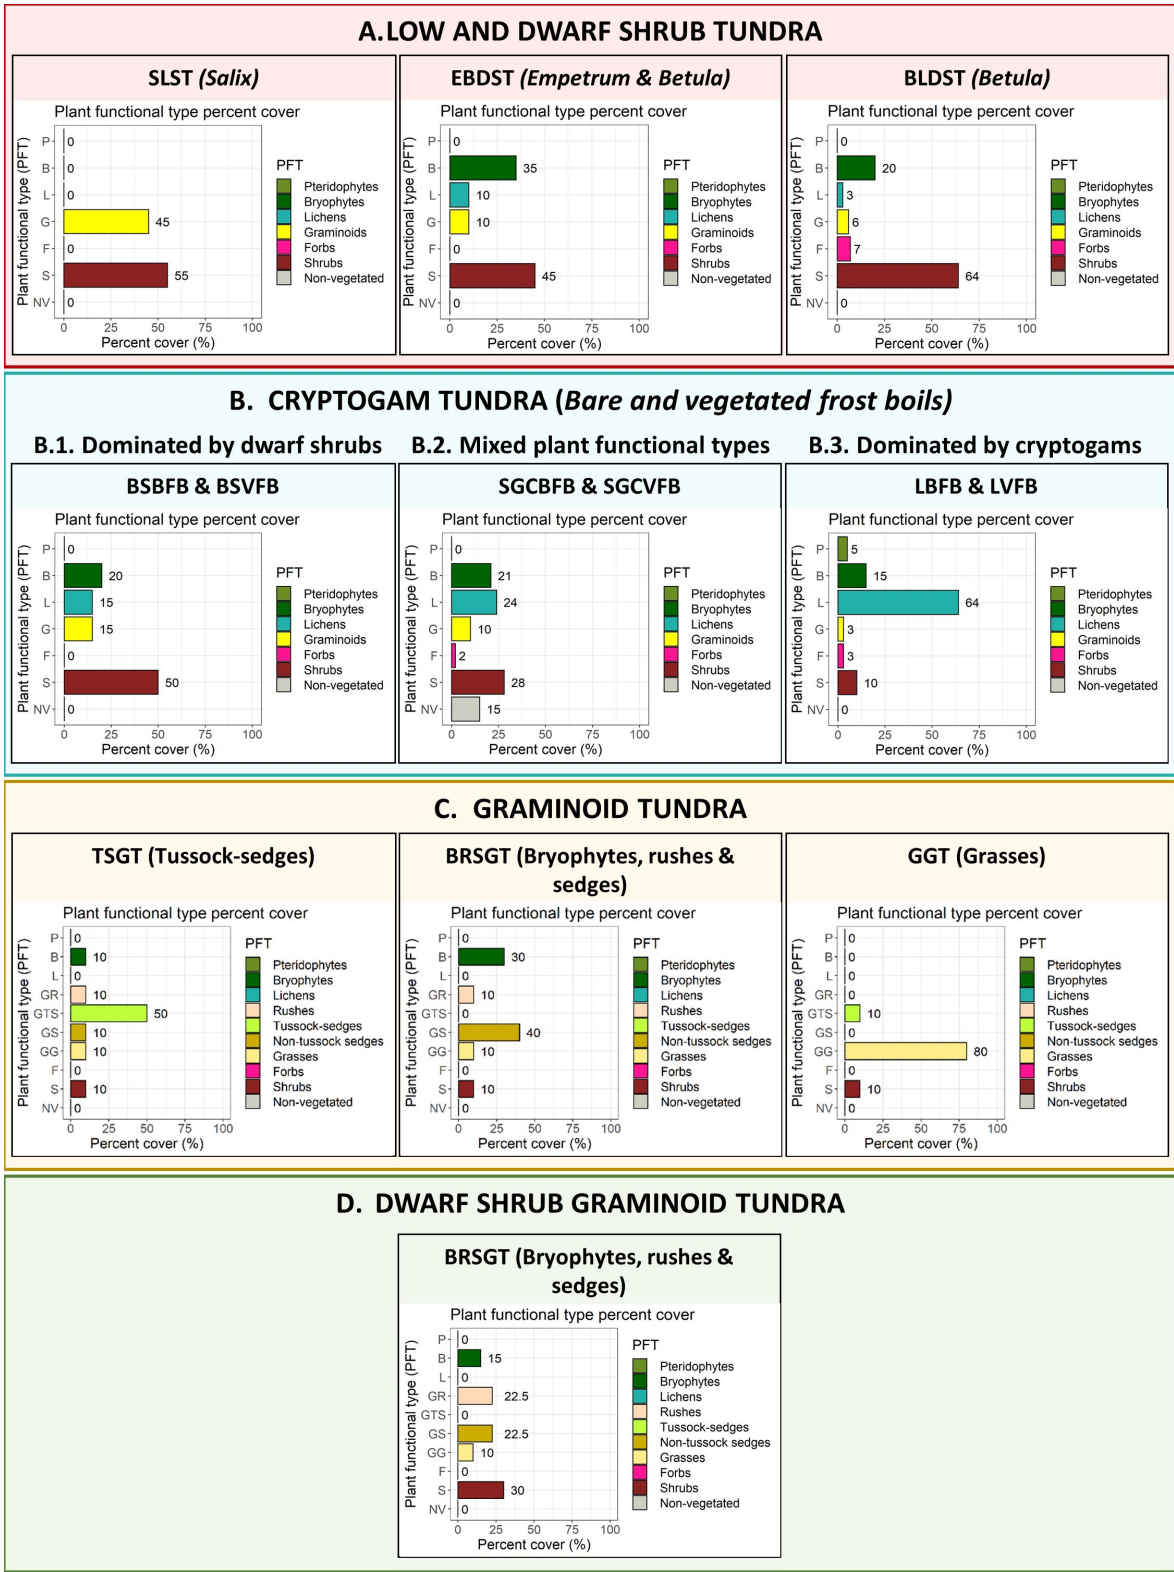 A.LOW AND DWARF SHRUB TUNDRA
SLST (Salix)
Plant functional type percent cover
Plant functional type (PFT)
P 0
B 0
L 0
G 45
F 0
S 55
NV 0
0 25 50 75 100
Percent cover (%)
PFT
Pteridophytes
Bryophytes
Lichens
Graminoids
Forbs
Shrubs
Non-vegetated
EBDST (Empetrum & Betula)
Plant functional type percent cover
Plant functional type (PFT)
P 0
B 35
L 10
G 10
F 0
S 45
NV 0
0 25 50 75 100
Percent cover (%)
PFT
Pteridophytes
Bryophytes
Lichens
Graminoids
Forbs
Shrubs
Non-vegetated
BLDST (Betula)
Plant functional type percent cover
Plant functional type (PFT)
P 0
B 20
L 3
G 6
F 7
S 64
NV 0
0 25 50 75 100
Percent cover (%)
PFT
Pteridophytes
Bryophytes
Lichens
Graminoids
Forbs
Shrubs
Non-vegetated
B. CRYPTOGAM TUNDRA (Bare and vegetated frost boils)
B.1. Dominated by dwarf shrubs
BSBFB & BSVFB
Plant functional type percent cover
Plant functional type (PFT)
P 0
B 20
L 15
G 15
F 0
S 50
NV 0
0 25 50 75 100
Percent cover (%)
PFT
Pteridophytes
Bryophytes
Lichens
Graminoids
Forbs
Shrubs
Non-vegetated
B.2. Mixed plant functional types
SGCBFB & SGCVFB
Plant functional type percent cover
Plant functional type (PFT)
P 0
B 21
L 24
G 10
F 2
S 28
NV 15
0 25 50 75 100
Percent cover (%)
PFT
Pteridophytes
Bryophytes
Lichens
Graminoids
Forbs
Shrubs
Non-vegetated
B.3. Dominated by cryptogams
LBFB & LVFB
Plant functional type percent cover
Plant functional type (PFT)
P 5
B 15
L 64
G 3
F 3
S 10
NV 0
0 25 50 75 100
Percent cover (%)
PFT
Pteridophytes
Bryophytes
Lichens
Graminoids
Forbs
Shrubs
Non-vegetated
C. GRAMINOID TUNDRA
TSGT (Tussock-sedges)
Plant functional type percent cover
Plant functional type (PFT)
P 0
B 10
L 0
GR 10
GTS 50
GS 10
GG 10
F 0
S 10
NV 0
0 25 50 75 100
Percent cover (%)
PFT
Pteridophytes
Bryophytes
Lichens
Rushes
Tussock-sedges
Non-tussock sedges
Grasses
Forbs
Shrubs
Non-vegetated
BRSGT (Bryophytes, rushes &
sedges)
Plant functional type percent cover
Plant functional type (PFT)
P 0
B 30
L 0
GR 10
GTS 0
GS 40
GG 10
F 0
S 10
NV 0
0 25 50 75 100
Percent cover (%)
PFT
Pteridophytes
Bryophytes
Lichens
Rushes
Tussock-sedges
Non-tussock sedges
Grasses
Forbs
Shrubs
Non-vegetated
GGT (Grasses)
Plant functional type percent cover
Plant functional type (PFT)
P 0
B 0
L 0
GR 0
GTS 10
GS 0
GG 80
F 0
S 10
NV 0
0 25 50 75 100
Percent cover (%)
PFT
Pteridophytes
Bryophytes
Lichens
Rushes
Tussock-sedges
Non-tussock sedges
Grasses
Forbs
Shrubs
Non-vegetated
D. DWARF SHRUB GRAMINOID TUNDRA
BRSGT (Bryophytes, rushes &
sedges)
Plant functional type percent cover
Plant functional type (PFT)
P 0
B 15
L 0
GR 22.5
GTS 0
GS 22.5
GG 10
F 0
S 30
NV 0
0 25 50 75 100
Percent cover (%)
PFT
Pteridophytes
Bryophytes
Lichens
Rushes
Tussock-sedges
Non-tussock sedges
Grasses
Forbs
Shrubs
Non-vegetated